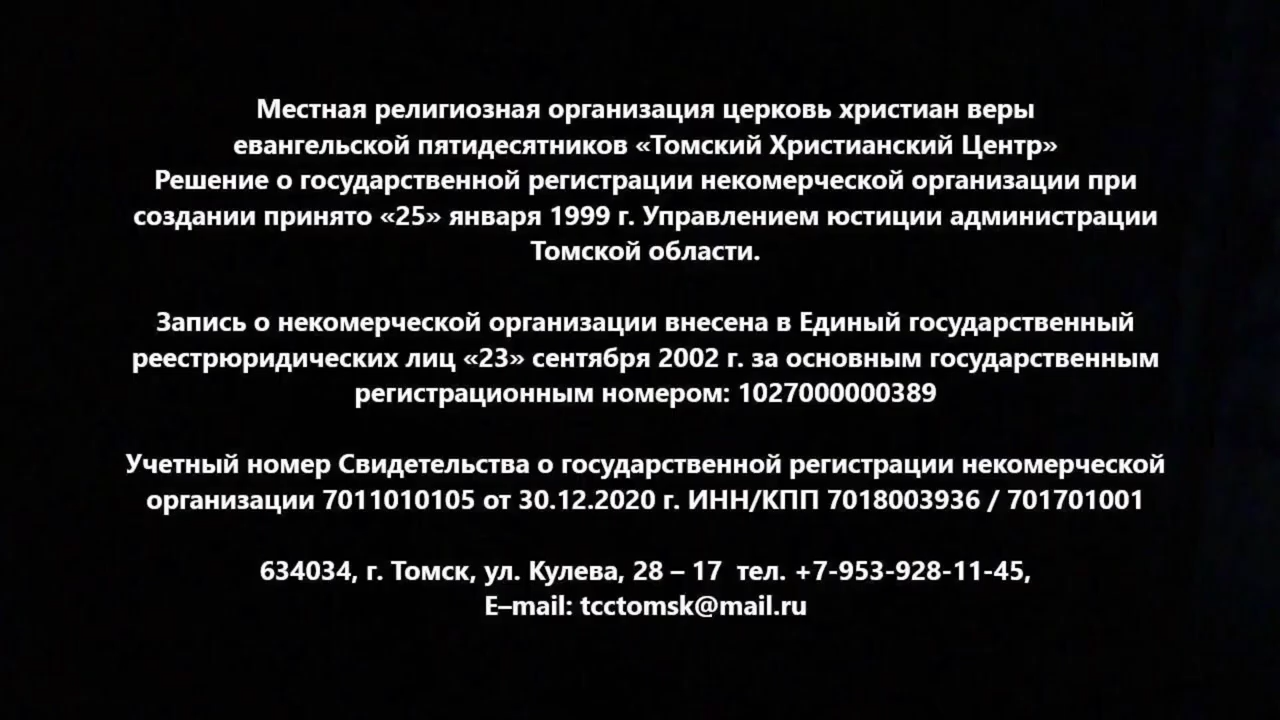 Местная религиозная организация церковь христиан веры
евангельской пятидесятников «Томский Христианский Центр»
Решение о государственной регистрации некомерческой организации при
создании принято «25» января 1999 г. Управлением юстиции администрации
Томской области.
Запись о некомерческой организации внесена в Единый государственный
реестрюридических лиц «23» сентября 2002 г. за основным государственным
регистрационным номером: 1027000000389
Учетный номер Свидетельства о государственной регистрации некомерческой
организации 7011010105 от 30.12.2020 г. ИНН/КПП 7018003936 / 701701001
634034, г. Томск, ул. Кулева, 28 – 17 тел. +7-953-928-11-45,
E–mail: tcctomsk@mail.ru